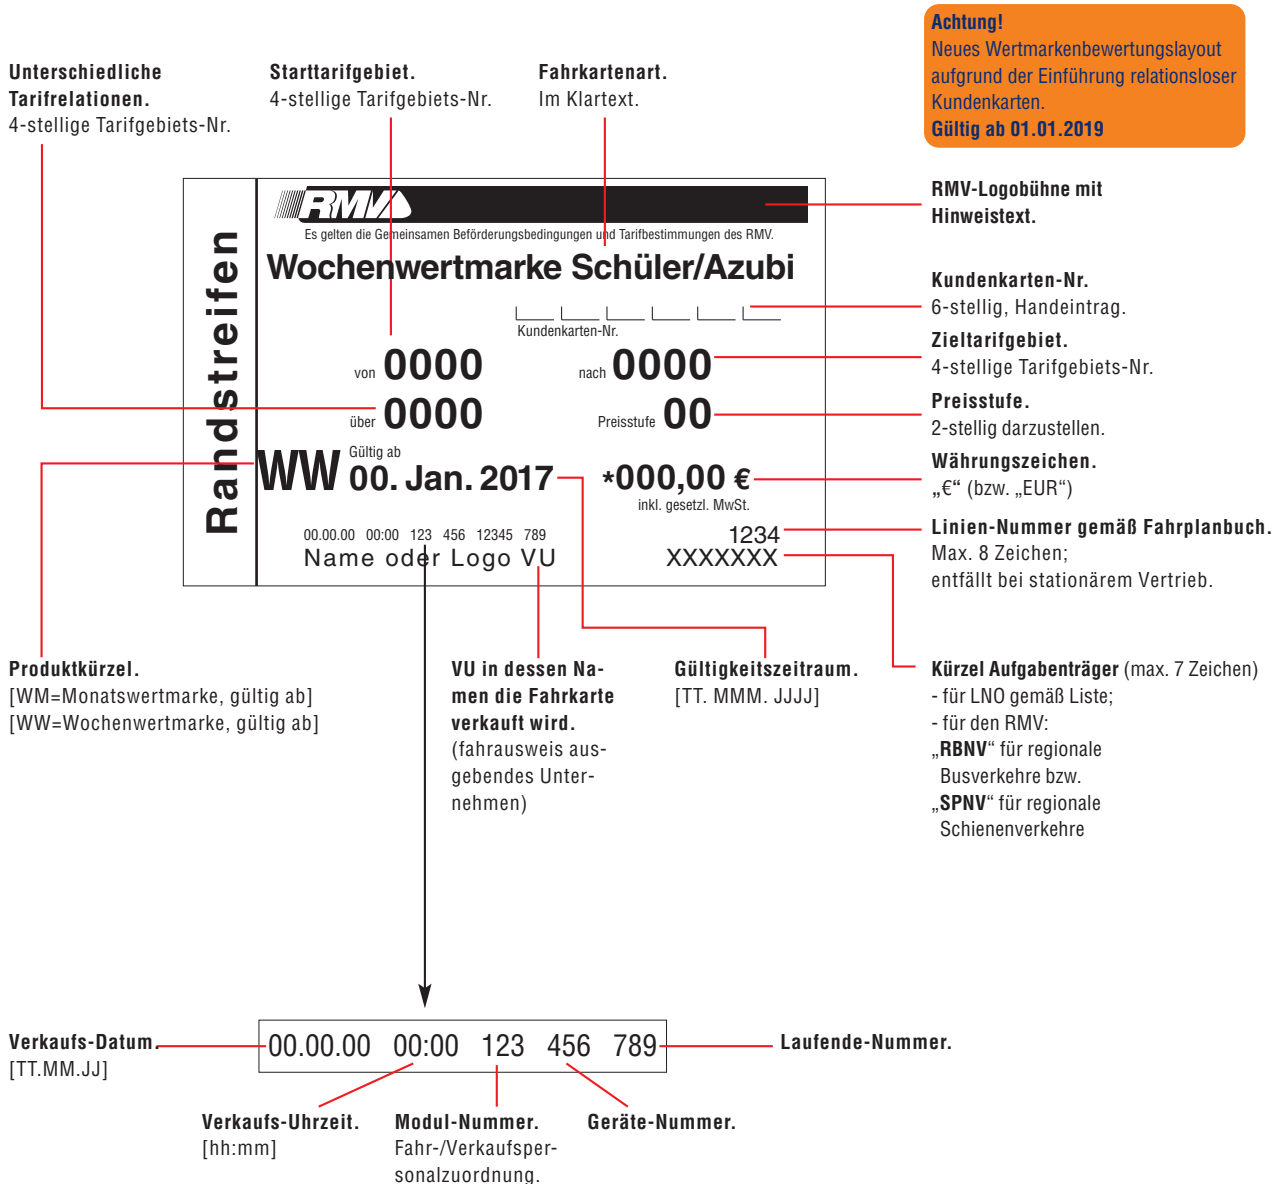 Achtung!
Neues Wertmarkenbewertungslayout
aufgrund der Einführung relationsloser
Kundenkarten.
Gültig ab 01.01.2019
Unterschiedliche
Tarifrelationen.
4-stellige Tarifgebiets-Nr.
Starttarifgebiet.
4-stellige Tarifgebiets-Nr.
Fahrkartenart.
Im Klartext.
Randstreifen
RMV
Es gelten die Gemeinsamen Beförderungsbedingungen und Tarifbestimmungen des RMV.
Wochenwertmarke Schüler/Azubi
Kundenkarten-Nr.
von 0000
nach 0000
über 0000
Preisstufe 00
WW
Gültig ab
00. Jan. 2017
*000,00 €
inkl. gesetzl. MwSt.
00.00.00 00:00 123 456 12345 789
1234
Name oder Logo VU
XXXXXXX
RMV-Logobühne mit
Hinweistext.
Kundenkarten-Nr.
6-stellig, Handeintrag.
Zieltarifgebiet.
4-stellige Tarifgebiets-Nr.
Preisstufe.
2-stellig darzustellen.
Währungszeichen.
„€“ (bzw. „EUR“)
Linien-Nummer gemäß Fahrplanbuch.
Max. 8 Zeichen;
entfällt bei stationärem Vertrieb.
Produktkürzel.
[WM=Monatswertmarke, gültig ab]
[WW=Wochenwertmarke, gültig ab]
VU in dessen Na-
men die Fahrkarte
verkauft wird.
(fahrausweis aus-
gebendes Unter-
nehmen)
Gültigkeitszeitraum.
[TT. MMM. JJJJ]
Kürzel Aufgabenträger (max. 7 Zeichen)
- für LNO gemäß Liste;
- für den RMV:
„RBNV“ für regionale
Busverkehre bzw.
„SPNV“ für regionale
Schienenverkehre
Verkaufs-Datum.
[TT.MM.JJ]
00.00.00 00:00 123 456 789
Laufende-Nummer.
Verkaufs-Uhrzeit.
[hh:mm]
Modul-Nummer.
Fahr-/Verkaufsper-
sonalzuordnung.
Geräte-Nummer.